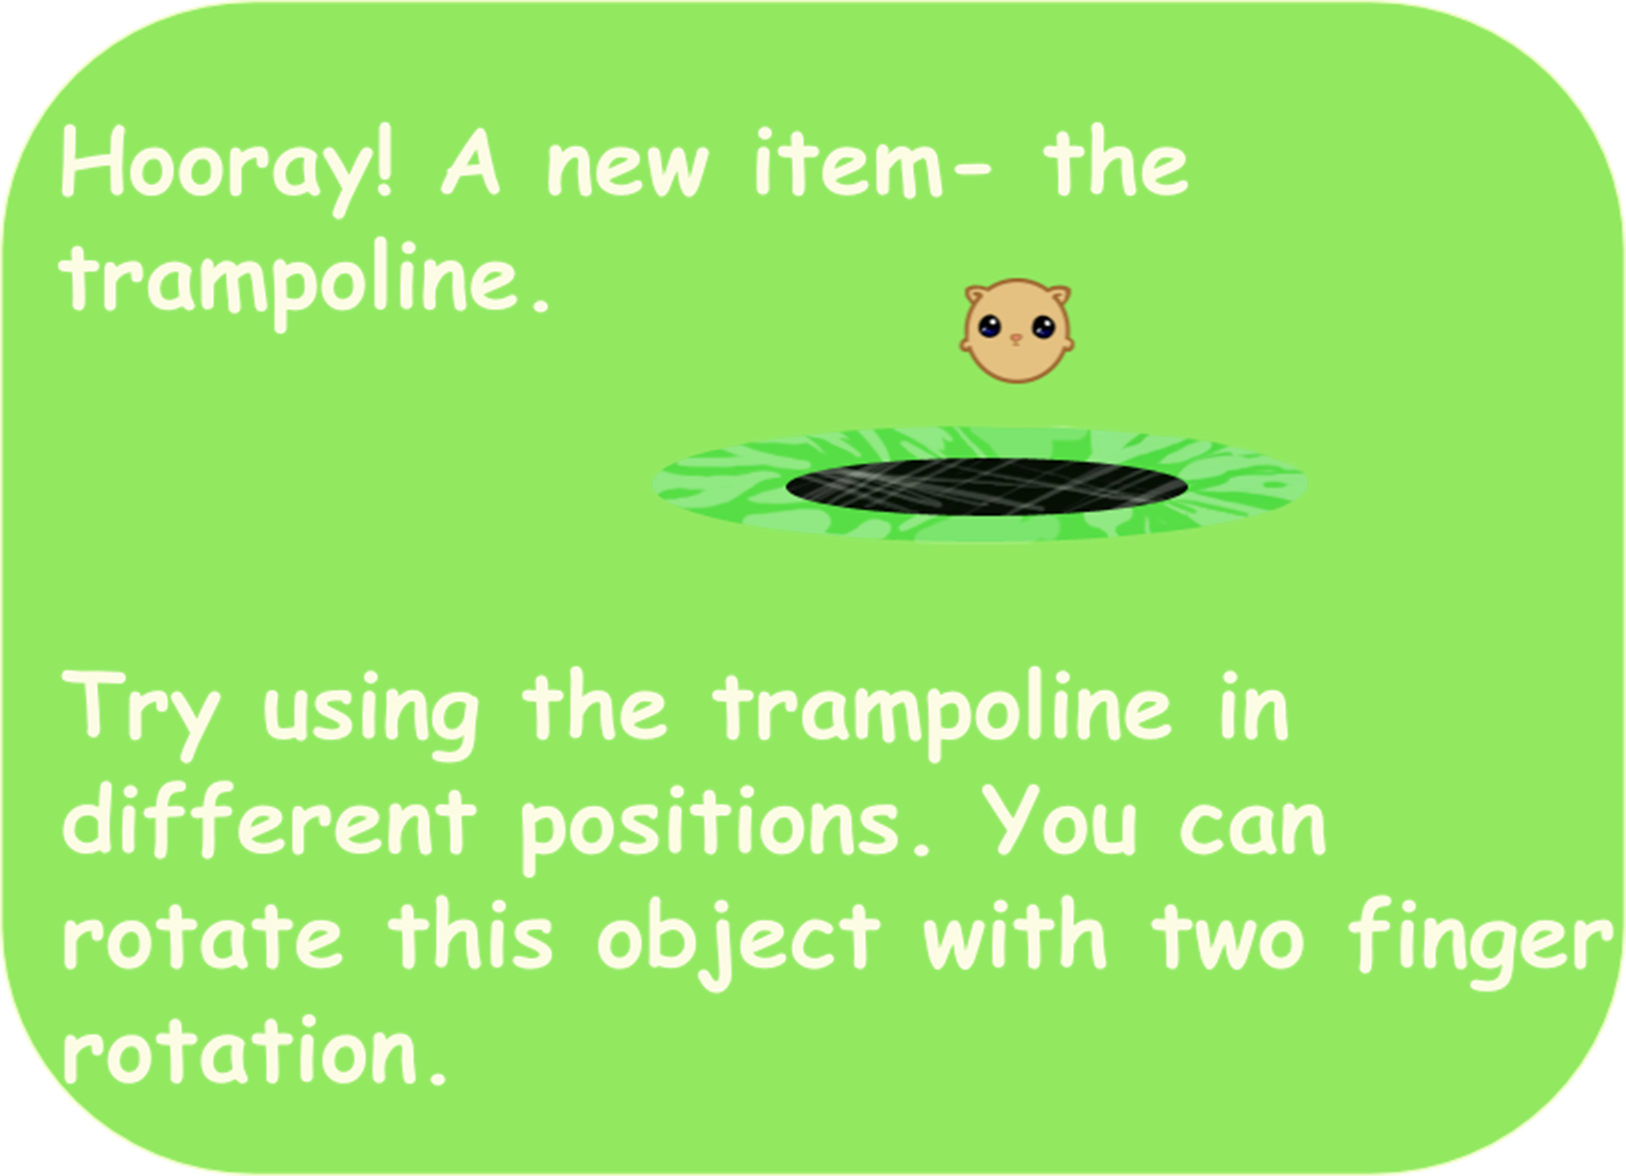 Hooray! A new item- the
trampoline.
Try using the trampoline in
different positions. You can
rotate this object with two finger
rotation.